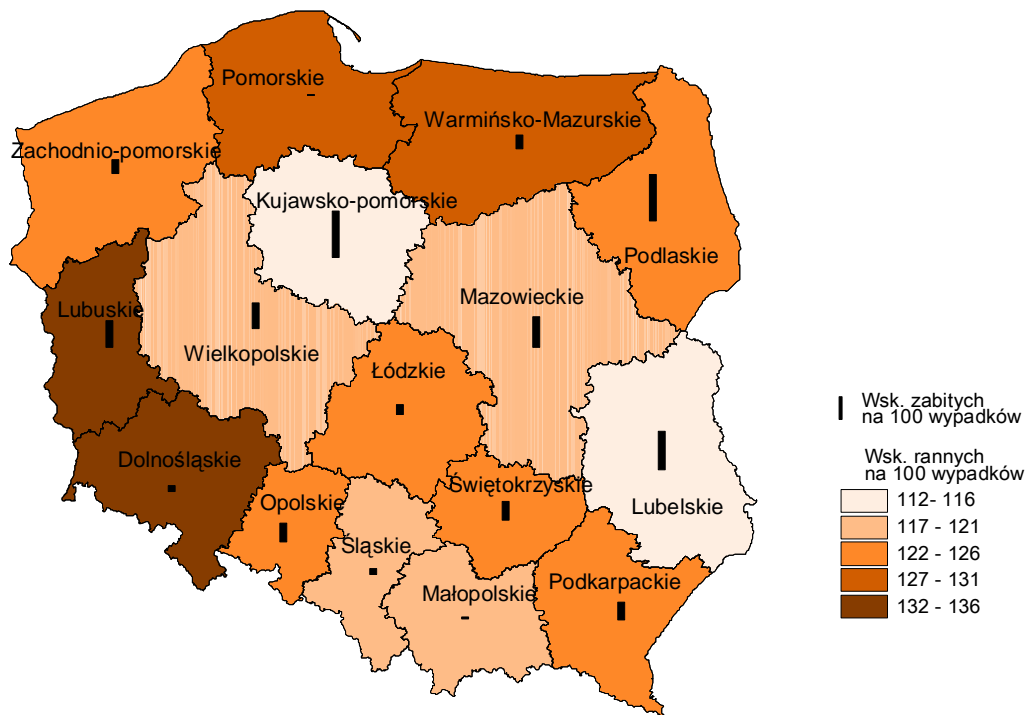 Pomorskie
Warmińsko-Mazurskie
Zachodnio-pomorskie
Kujawsko-pomorskie
Podlaskie
Mazowieckie
Lubuskie
Wielkopolskie
Łódzkie
Dolnośląskie
Świętokrzyskie
Opolskie
Lubelskie
Śląskie
Podkarpackie
Małopolskie
Wsk. zabitych
na 100 wypadków
Wsk. rannych
na 100 wypadków
112- 116
117 - 121
122 - 126
127 - 131
132 - 136